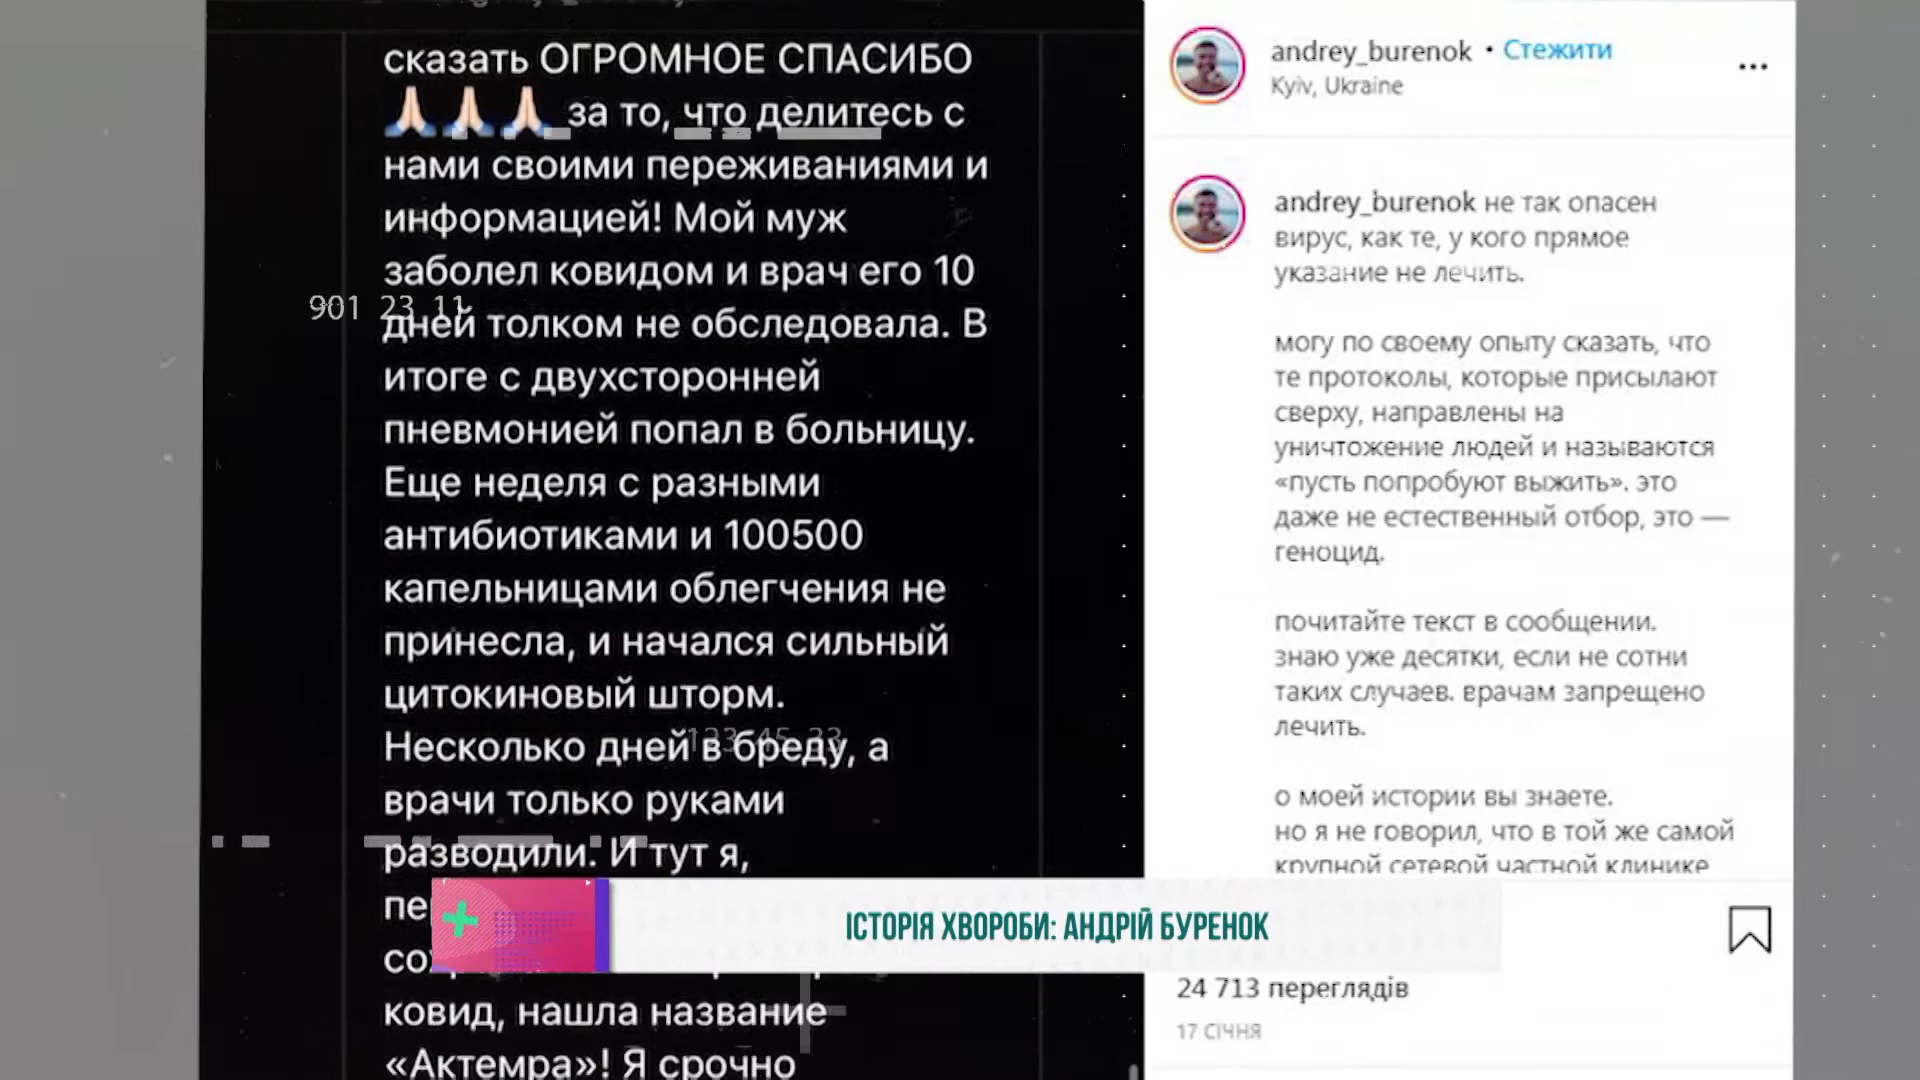 сказать ОГРОМНОЕ СПАСИБО
🙏🏻🙏🏻🙏🏻 за то, что делитесь с
нами своими переживаниями и
информацией! Мой муж
заболел ковидом и врач его 10
дней толком не обследовала. В
итоге с двухсторонней
пневмонией попал в больницу.
Еще неделя с разными
антибиотиками и 100500
капельницами облегчения не
принесла, и начался сильный
цитокиновый шторм.
Несколько дней в бреду, а
врачи только руками
разводили. И тут я,
ковид, нашла название
«Актемра»! Я срочно
901 23 11
123 45 33
andrey_burenok • Стежити
Kyiv, Ukraine
andrey_burenok не так опасен
вирус, как те, у кого прямое
указание не лечить.
могу по своему опыту сказать, что
те протоколы, которые присылают
сверху, направлены на
уничтожение людей и называются
«пусть попробуют выжить». это
даже не естественный отбор, это —
геноцид.
почитайте текст в сообщении.
знаю уже десятки, если не сотни
таких случаев. врачам запрещено
лечить.
о моей истории вы знаете.
но я не говорил, что в той же самой
крупной сетевой частной клинике
ІСТОРІЯ ХВОРОБИ: АНДРІЙ БУРЕНОК
24 713 переглядів
17 СІЧНЯ